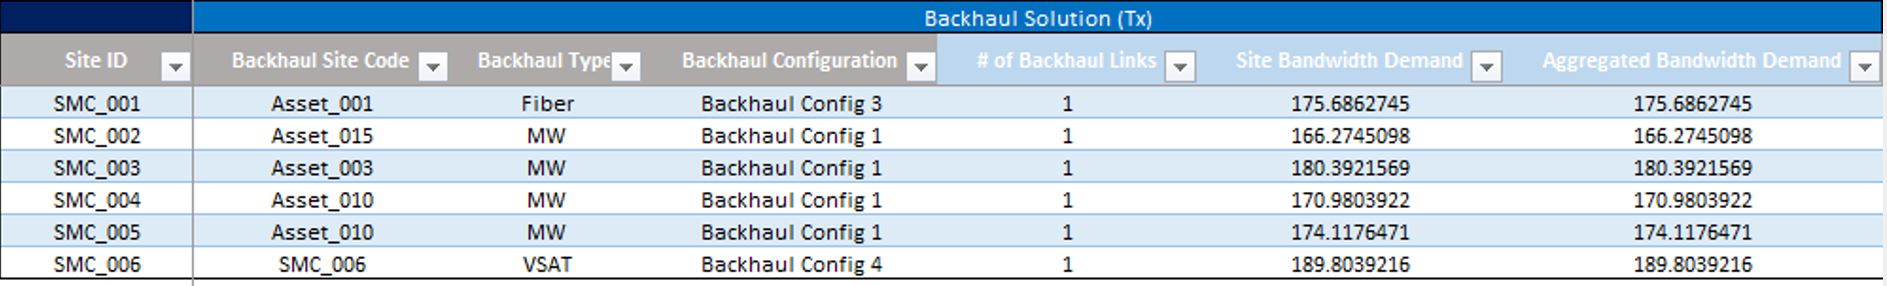 Backhaul Solution (Tx)
Site ID Backhaul Site Code Backhaul Type Backhaul Configuration # of Backhaul Links Site Bandwidth Demand Aggregated Bandwidth Demand
SMC_001 Asset_001 Fiber Backhaul Config 3 1 175.6862745 175.6862745
SMC_002 Asset_015 MW Backhaul Config 1 1 166.2745098 166.2745098
SMC_003 Asset_003 MW Backhaul Config 1 1 180.3921569 180.3921569
SMC_004 Asset_010 MW Backhaul Config 1 1 170.9803922 170.9803922
SMC_005 Asset_010 MW Backhaul Config 1 1 174.1176471 174.1176471
SMC_006 SMC_006 VSAT Backhaul Config 4 1 189.8039216 189.8039216